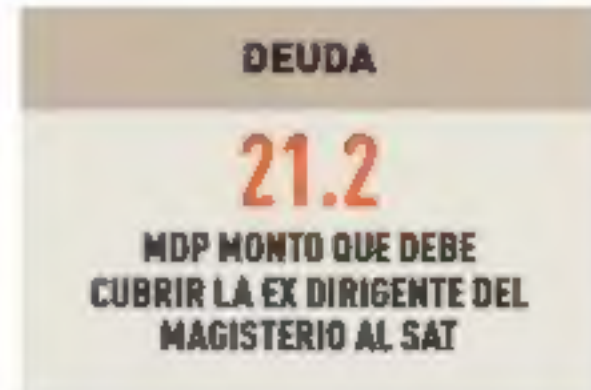 DEUDA
21.2
MDP MONTO QUE DEBE
CUBRIR LA EX DIRIGENTE DEL
MAGISTERIO AL SAT